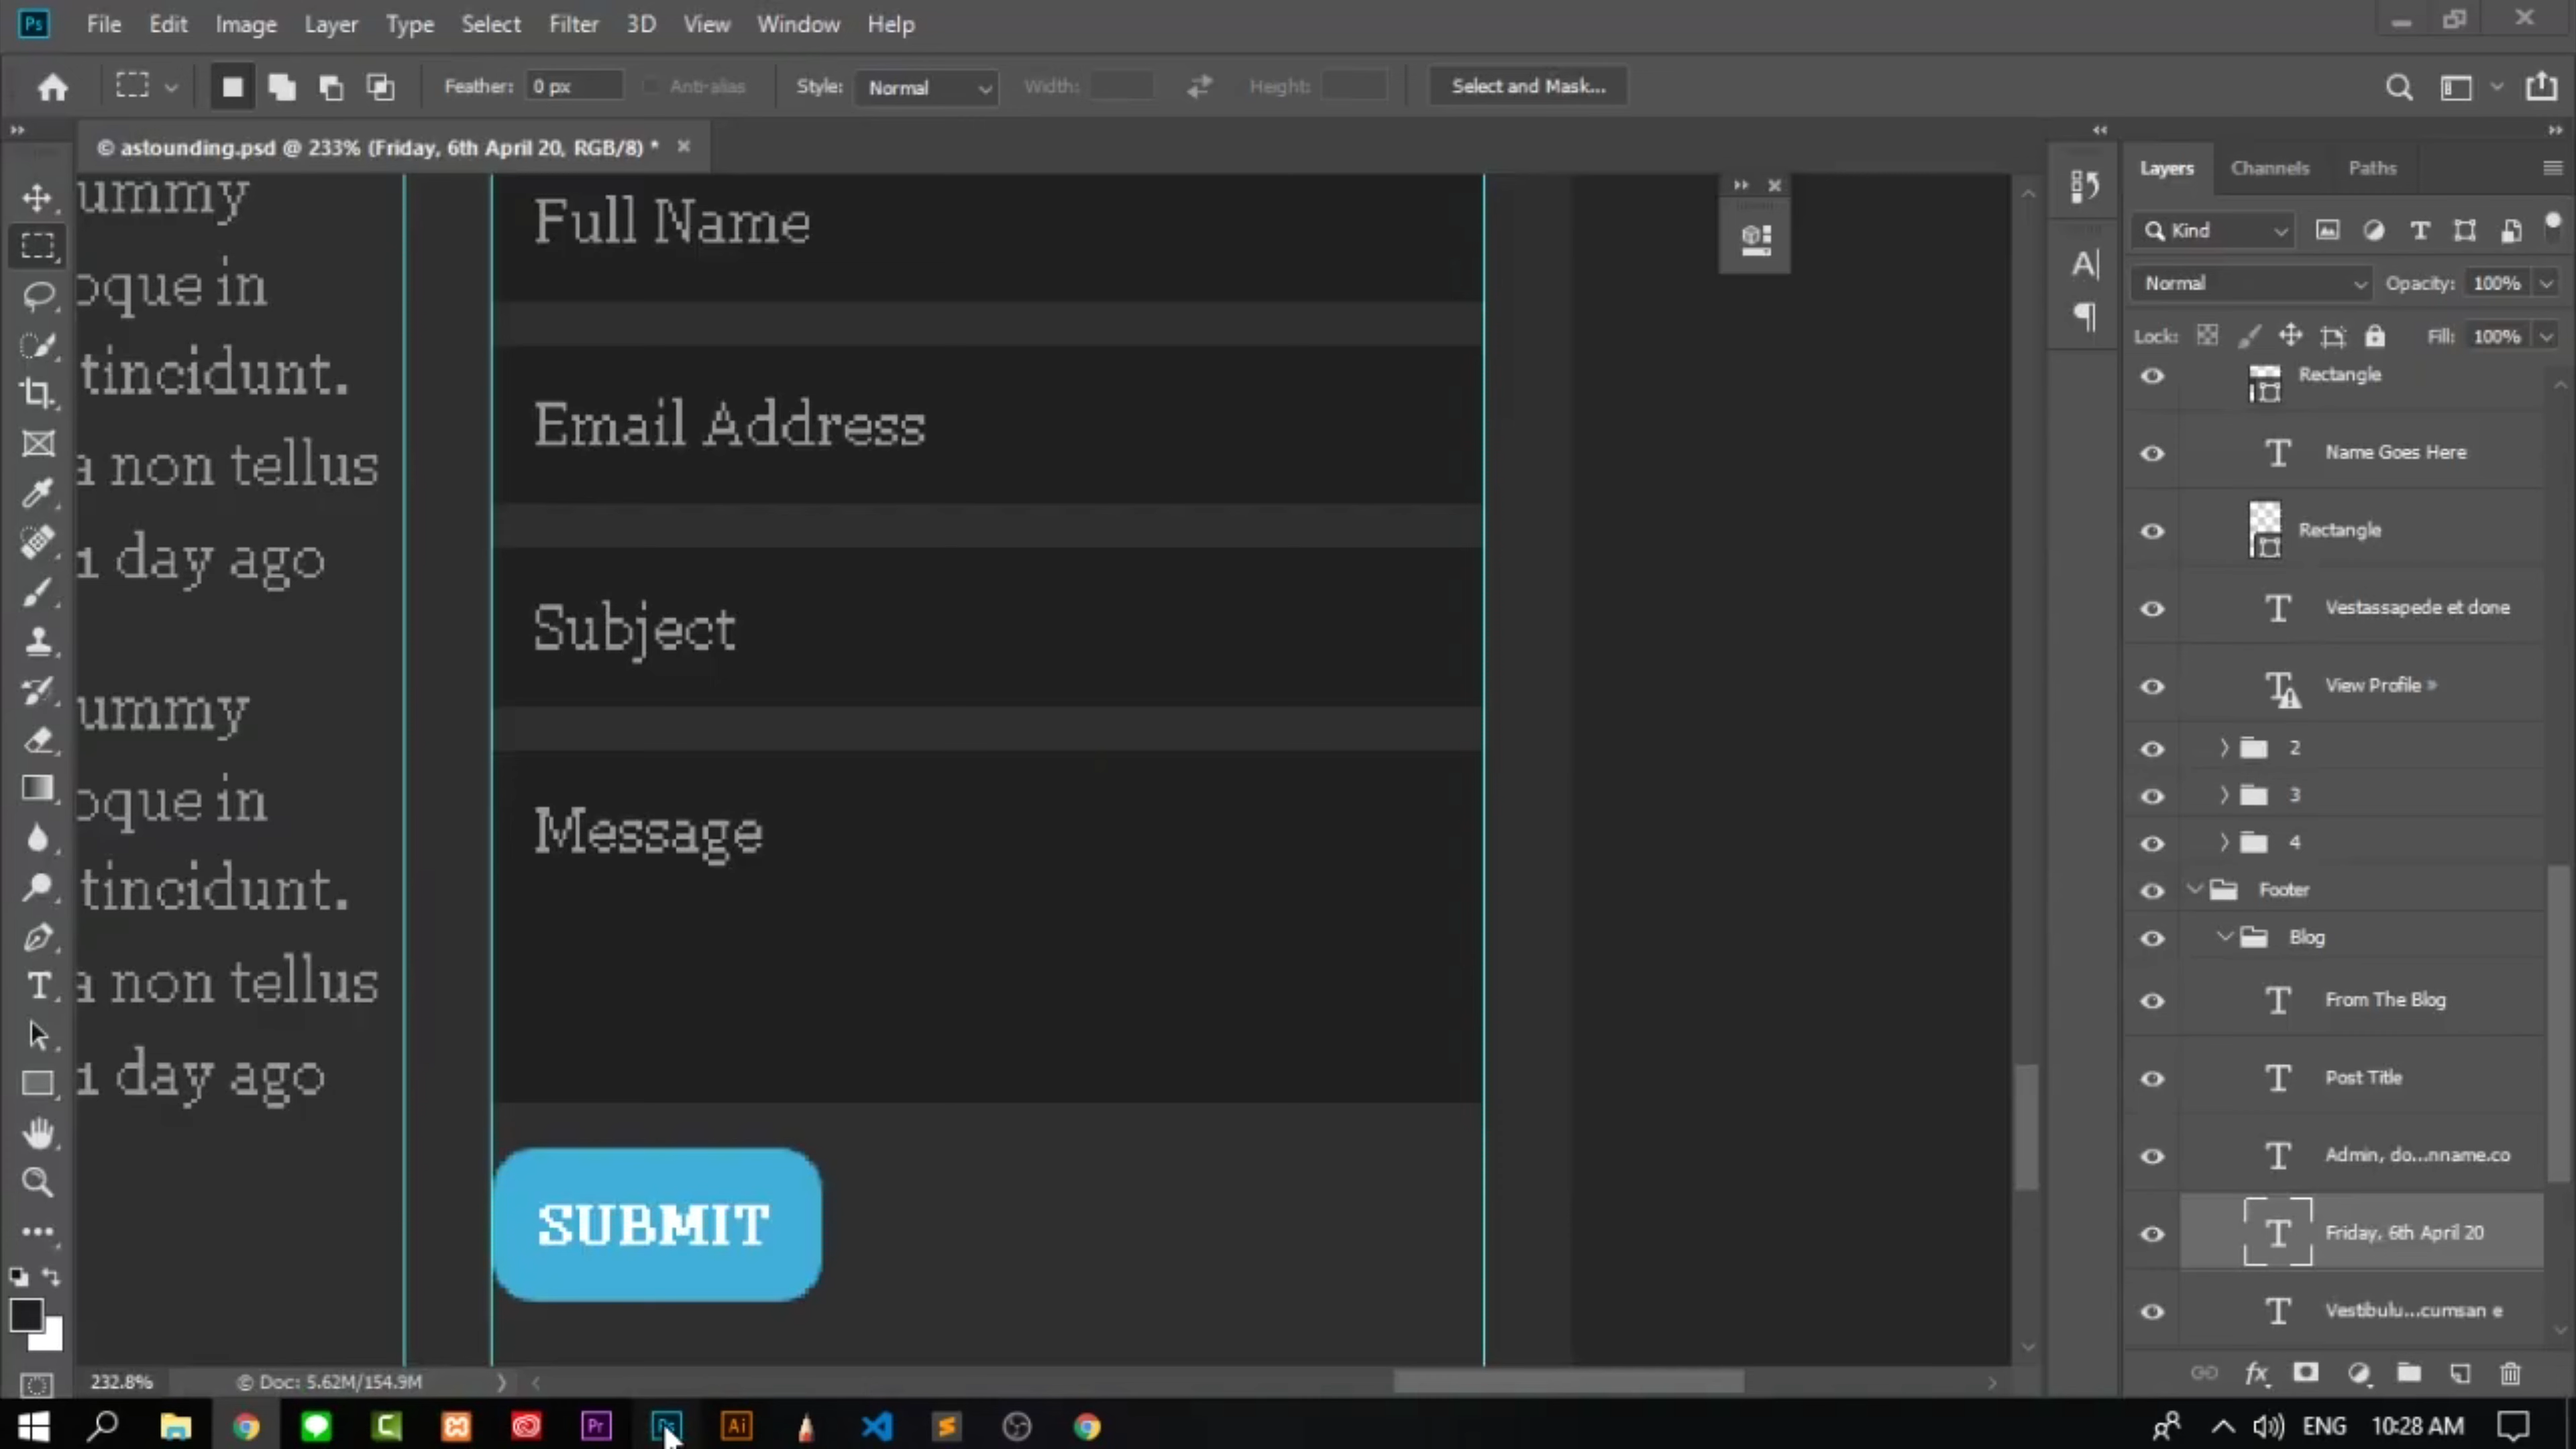 Ps File Edit Image Layer Type Select Filter 3D View Window Help
Feather: 0 px Anti-alias Style: Normal Width: Height: Select and Mask...
© astounding.psd @ 233% (Friday, 6th April 20, RGB/8) *
ummy
oque in
tincidunt.
a non tellus
1 day ago
ummy
oque in
tincidunt.
a non tellus
1 day ago
Full Name
Email Address
Subject
Message
SUBMIT
Layers Channels Paths
Kind
Normal Opacity: 100%
Lock: Fill: 100%
Rectangle
Name Goes Here
Rectangle
Vestassapede et done
View Profile »
2
3
4
Footer
Blog
From The Blog
Post Title
Admin, do...nname.co
Friday, 6th April 20
Vestibulu...cumsan e
fx
232.8% © Doc: 5.62M/154.9M
Pr Ps Ai ENG 10:28 AM